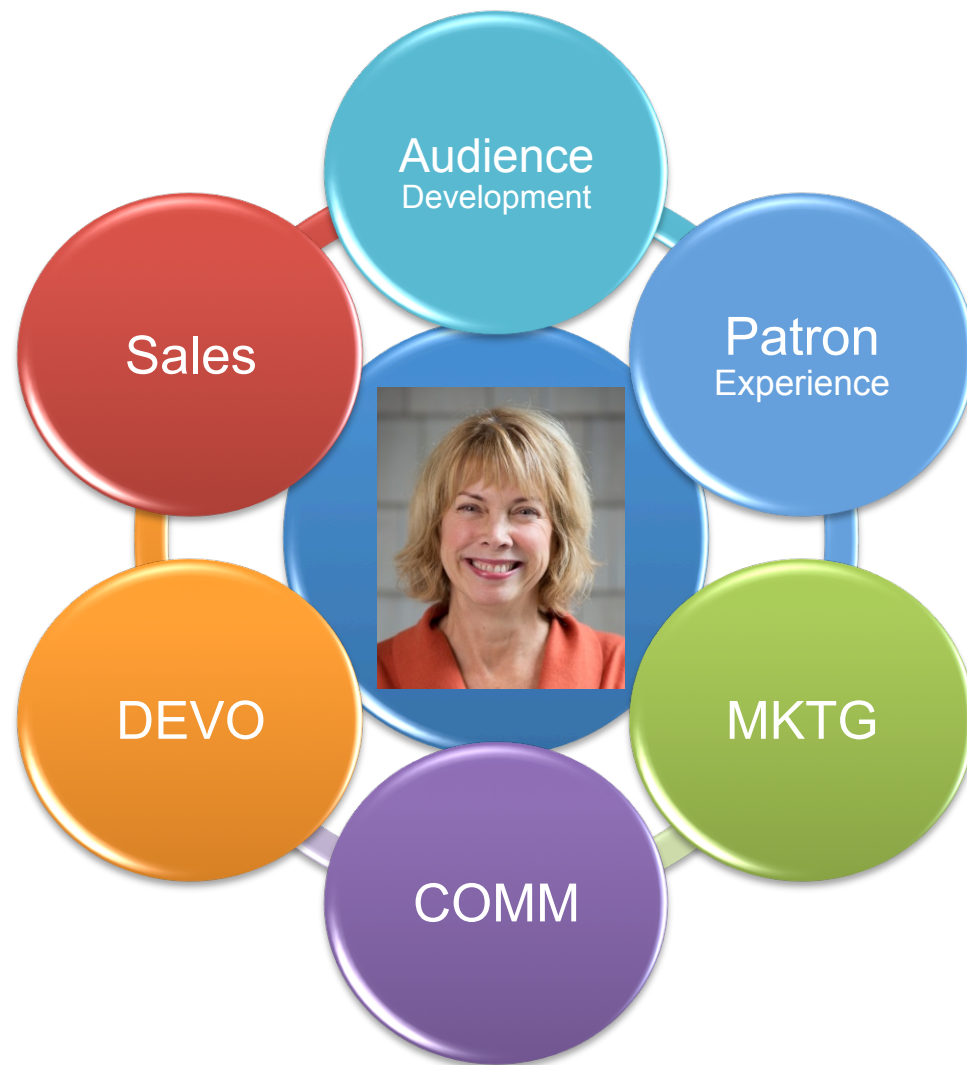 Audience
Development
Sales
Patron
Experience
DEVO
MKTG
COMM